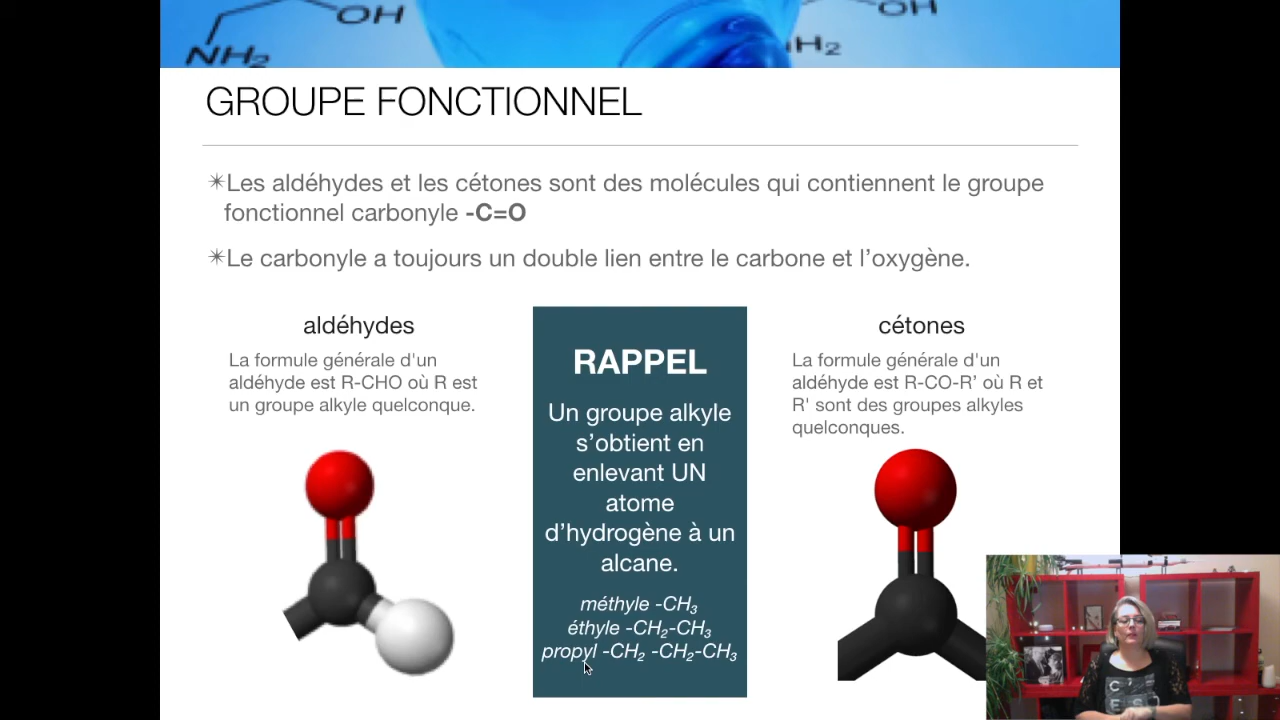 OH
OH
NH₂
H₂
GROUPE FONCTIONNEL
✴Les aldéhydes et les cétones sont des molécules qui contiennent le groupe
fonctionnel carbonyle -C=O
✴Le carbonyle a toujours un double lien entre le carbone et l’oxygène.
aldéhydes
La formule générale d'un
aldéhyde est R-CHO où R est
un groupe alkyle quelconque.
RAPPEL
Un groupe alkyle
s’obtient en
enlevant UN
atome
d’hydrogène à un
alcane.
méthyle -CH₃
éthyle -CH₂-CH₃
propyl -CH₂ -CH₂-CH₃
cétones
La formule générale d'un
aldéhyde est R-CO-R’ où R et
R' sont des groupes alkyles
quelconques.